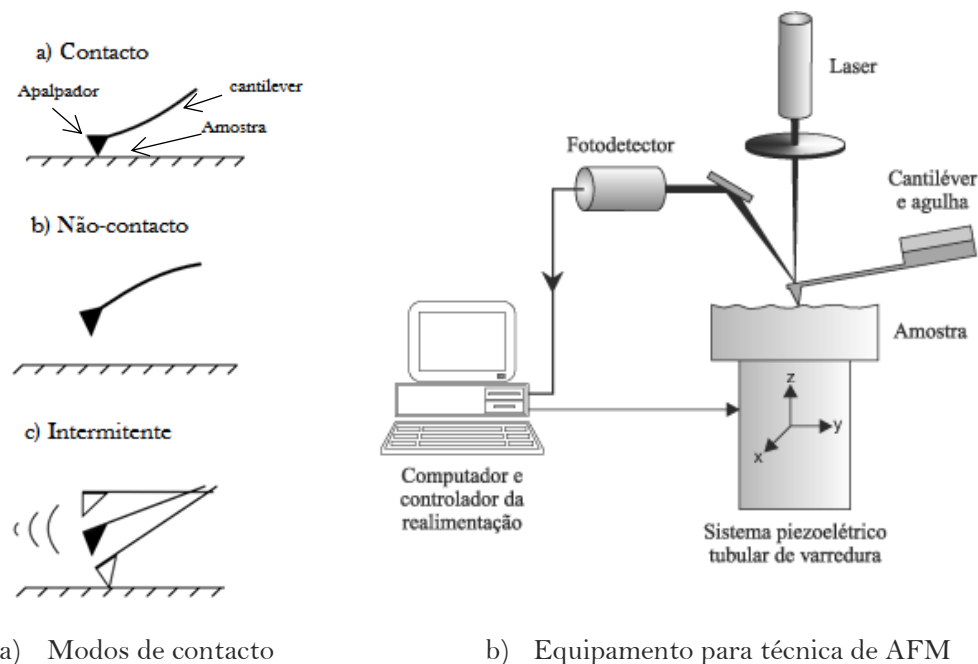 a) Contacto
Apalpador
cantilever
Amostra
b) Não-contacto
c) Intermitente
Laser
Fotodetector
Cantiléver
e agulha
Amostra
z
y
x
Computador e
controlador da
realimentação
Sistema piezoelétrico
tubular de varredura
a) Modos de contacto
b) Equipamento para técnica de AFM